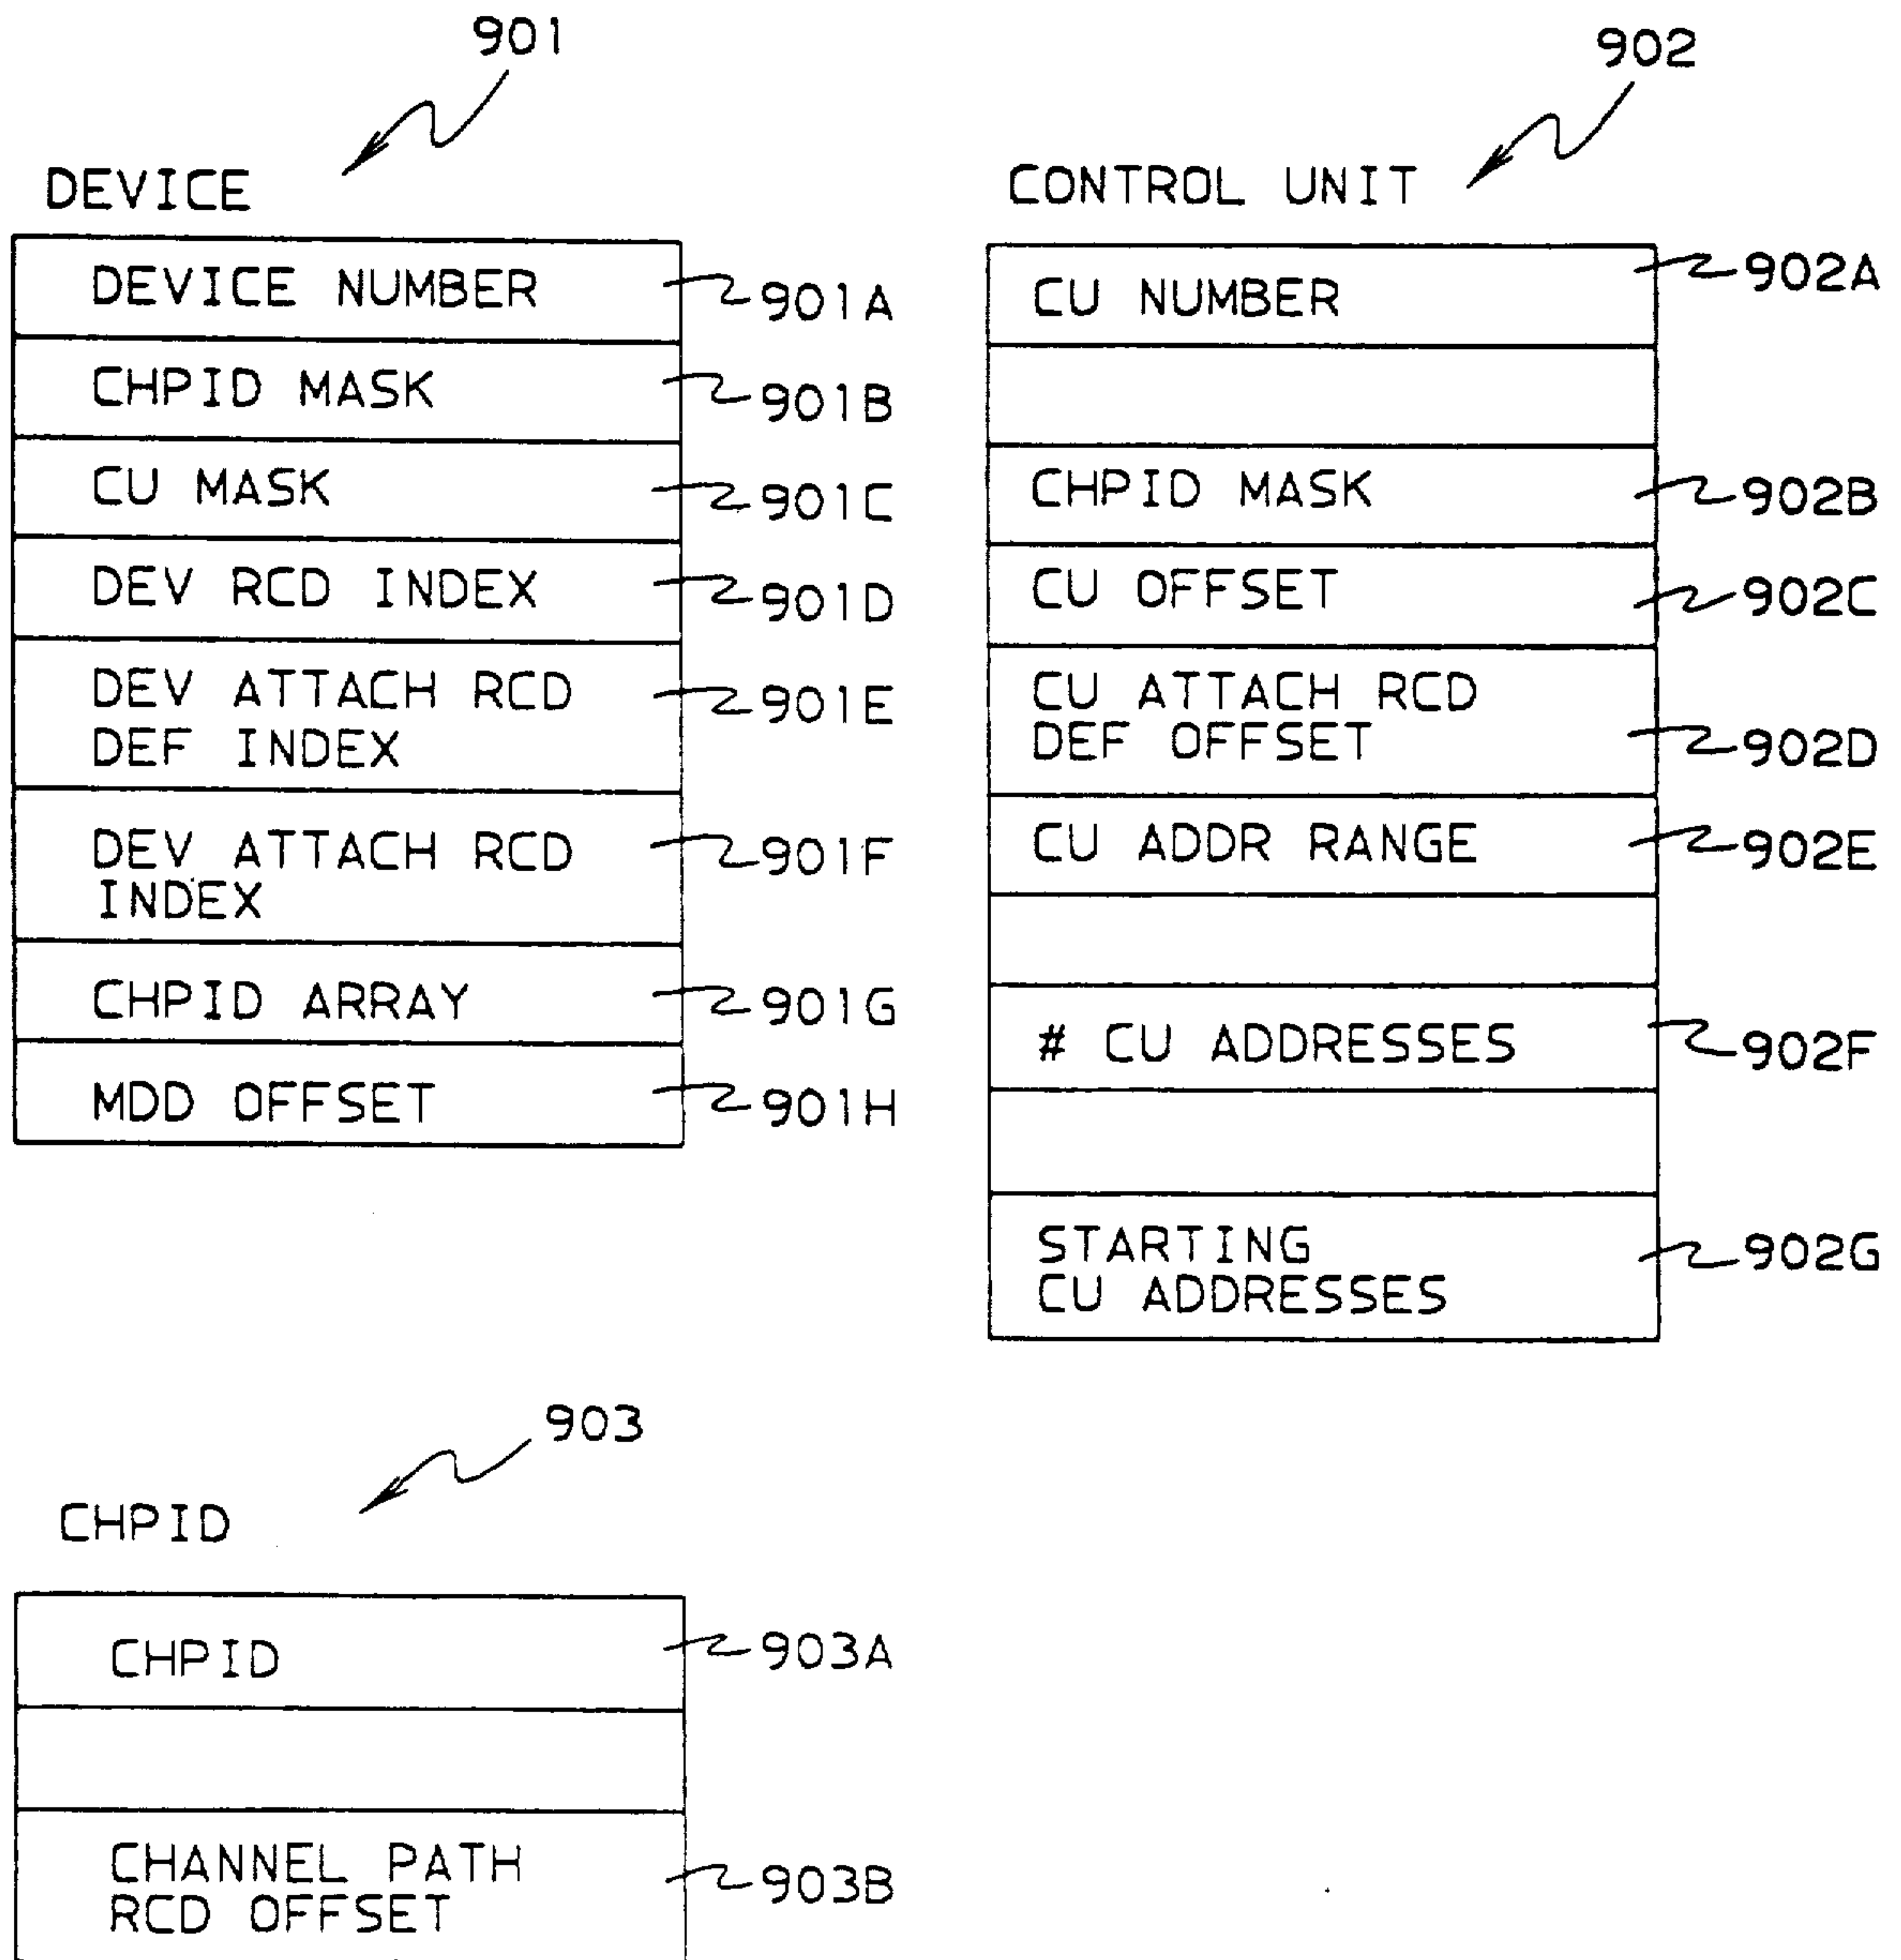 901
DEVICE
DEVICE NUMBER 901A
CHPID MASK 901B
CU MASK 901C
DEV RCD INDEX 901D
DEV ATTACH RCD 901E
DEF INDEX
DEV ATTACH RCD 901F
INDEX
CHPID ARRAY 901G
MDD OFFSET 901H
902
CONTROL UNIT
CU NUMBER 902A
CHPID MASK 902B
CU OFFSET 902C
CU ATTACH RCD
DEF OFFSET 902D
CU ADDR RANGE 902E
# CU ADDRESSES 902F
STARTING 902G
CU ADDRESSES
903
CHPID
CHPID 903A
CHANNEL PATH 903B
RCD OFFSET